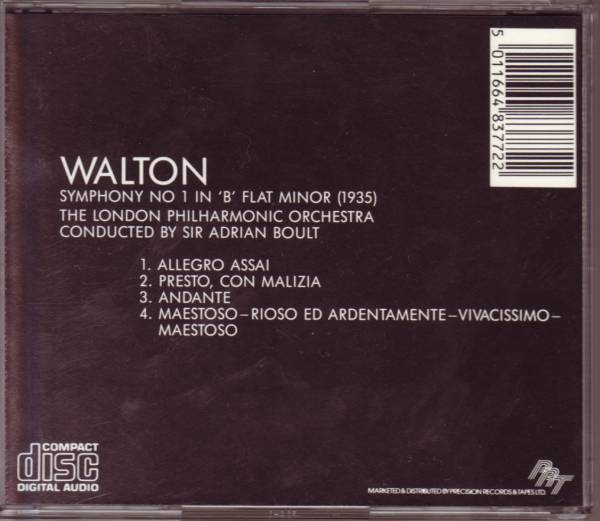 5 011664 837722
WALTON
SYMPHONY NO 1 IN 'B' FLAT MINOR (1935)
THE LONDON PHILHARMONIC ORCHESTRA
CONDUCTED BY SIR ADRIAN BOULT
1. ALLEGRO ASSAI
2. PRESTO, CON MALIZIA
3. ANDANTE
4. MAESTOSO–RIOSO ED ARDENTAMENTE–VIVACISSIMO–
MAESTOSO
COMPACT
disc
DIGITAL AUDIO
PRT
MARKETED & DISTRIBUTED BY PRECISION RECORDS & TAPES LTD.